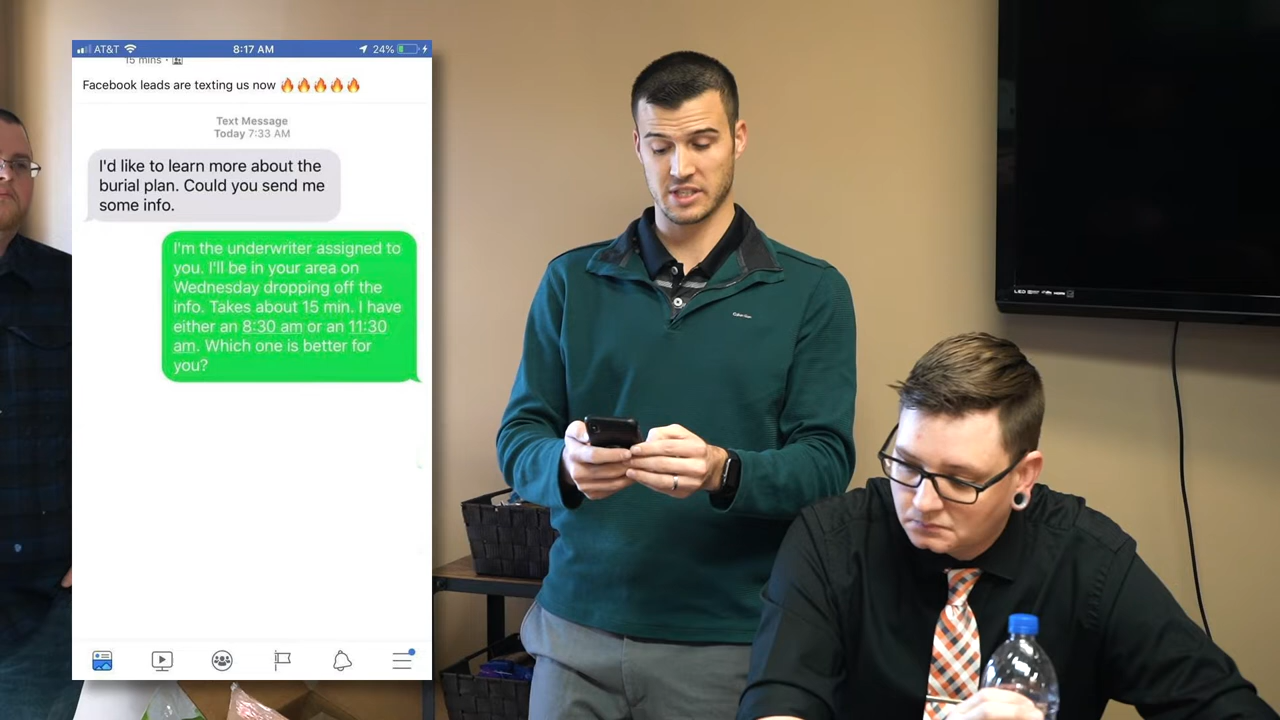 AT&T
8:17 AM
24%
15 mins ·
Facebook leads are texting us now 🔥🔥🔥🔥🔥
Text Message
Today 7:33 AM
I'd like to learn more about the
burial plan. Could you send me
some info.
I'm the underwriter assigned to
you. I'll be in your area on
Wednesday dropping off the
info. Takes about 15 min. I have
either an 8:30 am or an 11:30
am. Which one is better for
you?
Calvin Klein
LED